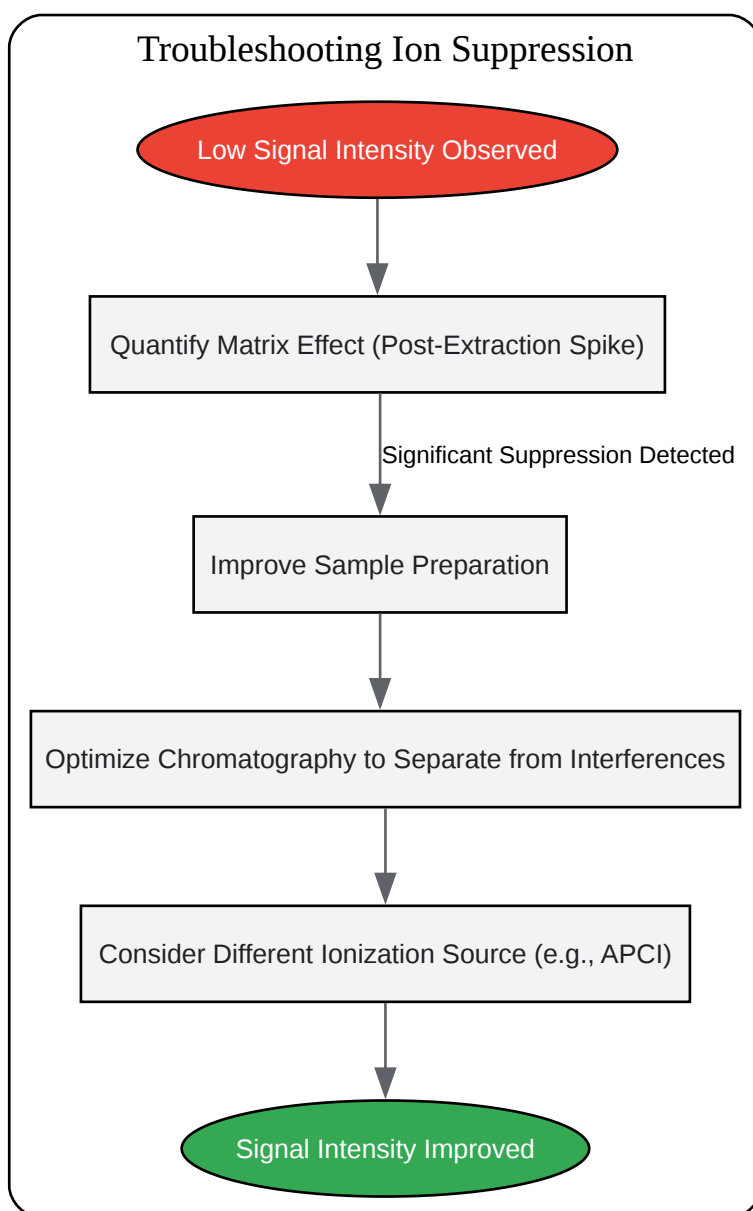 Troubleshooting Ion Suppression
Low Signal Intensity Observed
Quantify Matrix Effect (Post-Extraction Spike)
Significant Suppression Detected
Improve Sample Preparation
Optimize Chromatography to Separate from Interferences
Consider Different Ionization Source (e.g., APCI)
Signal Intensity Improved